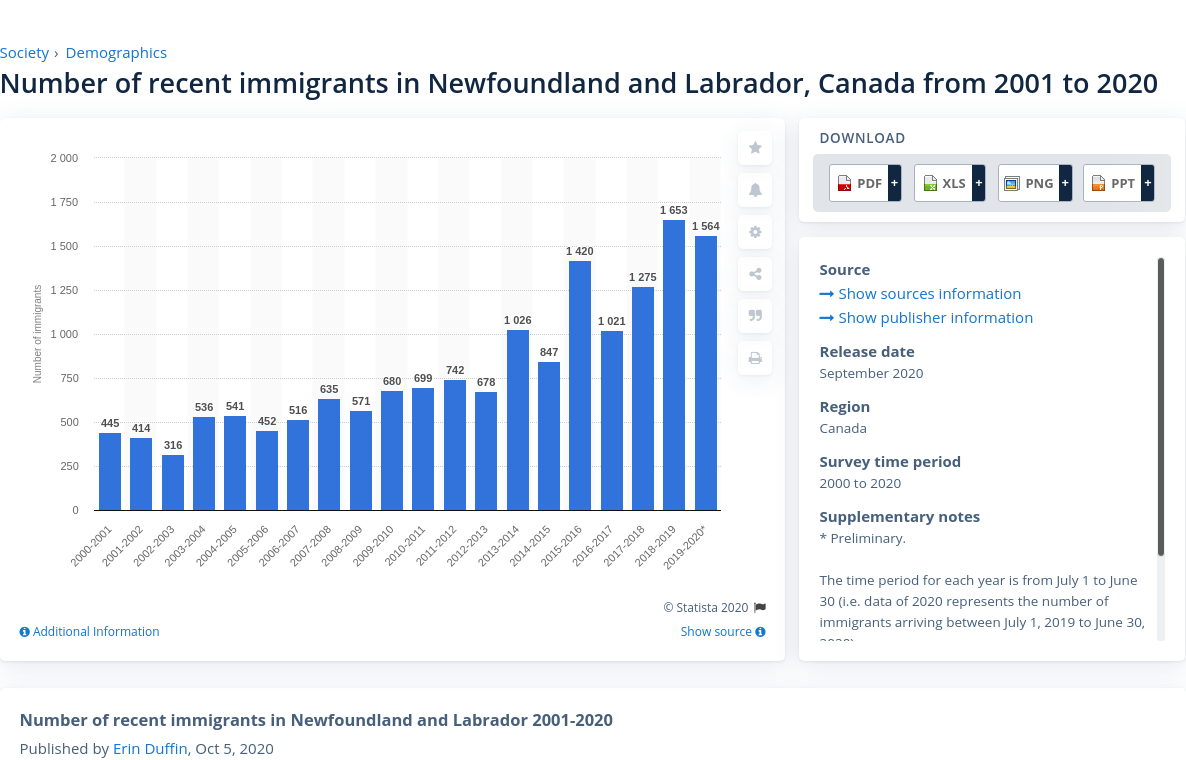 Society › Demographics
Number of recent immigrants in Newfoundland and Labrador, Canada from 2001 to 2020
2 000
1 750
1 500
1 250
1 000
750
500
250
0
Number of immigrants
445
414
316
536
541
452
516
635
571
680
699
742
678
1 026
847
1 420
1 021
1 275
1 653
1 564
2000-2001
2001-2002
2002-2003
2003-2004
2004-2005
2005-2006
2006-2007
2007-2008
2008-2009
2009-2010
2010-2011
2011-2012
2012-2013
2013-2014
2014-2015
2015-2016
2016-2017
2017-2018
2018-2019
2019-2020*
© Statista 2020
Additional Information
Show source
DOWNLOAD
PDF + XLS + PNG + PPT +
Source
Show sources information
Show publisher information
Release date
September 2020
Region
Canada
Survey time period
2000 to 2020
Supplementary notes
* Preliminary.
The time period for each year is from July 1 to June
30 (i.e. data of 2020 represents the number of
immigrants arriving between July 1, 2019 to June 30,
2020)
Number of recent immigrants in Newfoundland and Labrador 2001-2020
Published by Erin Duffin, Oct 5, 2020